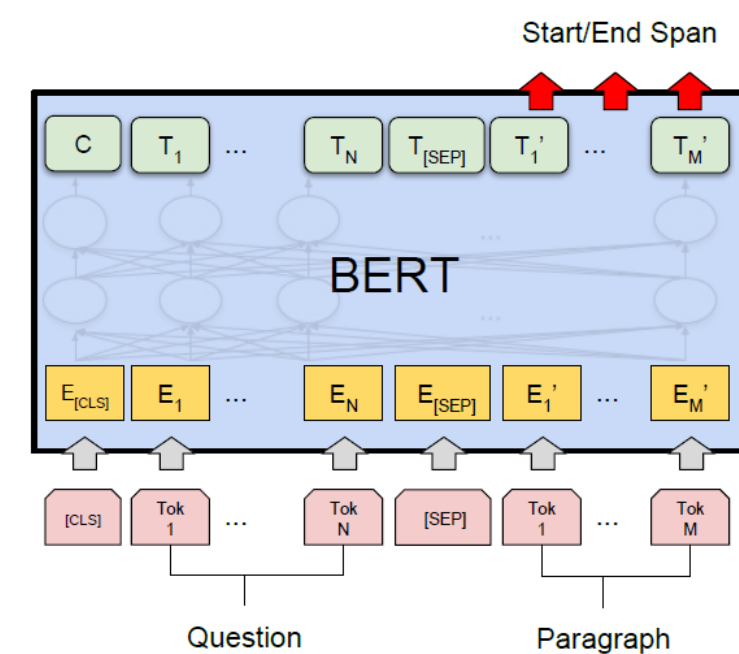 Start/End Span
C T1 ... TN T[SEP] T1' ... TM'
...
BERT
...
E[CLS] E1 ... EN E[SEP] E1' ... EM'
[CLS] Tok 1 ... Tok N [SEP] Tok 1 ... Tok M
Question Paragraph